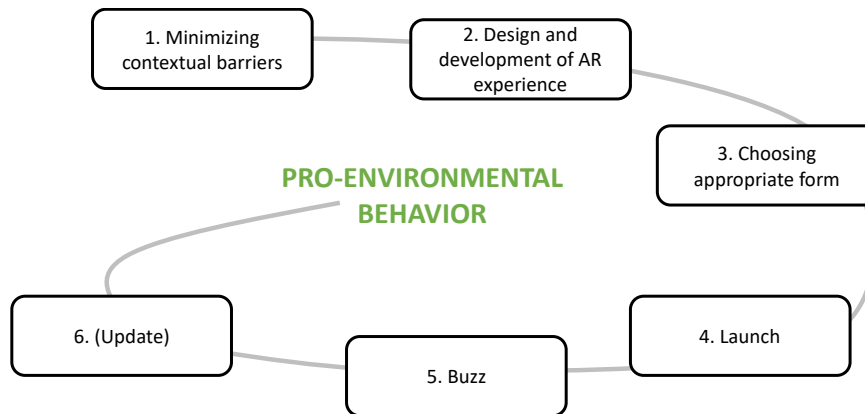 1. Minimizing
contextual barriers
2. Design and
development of AR
experience
3. Choosing
appropriate form
PRO-ENVIRONMENTAL
BEHAVIOR
4. Launch
5. Buzz
6. (Update)